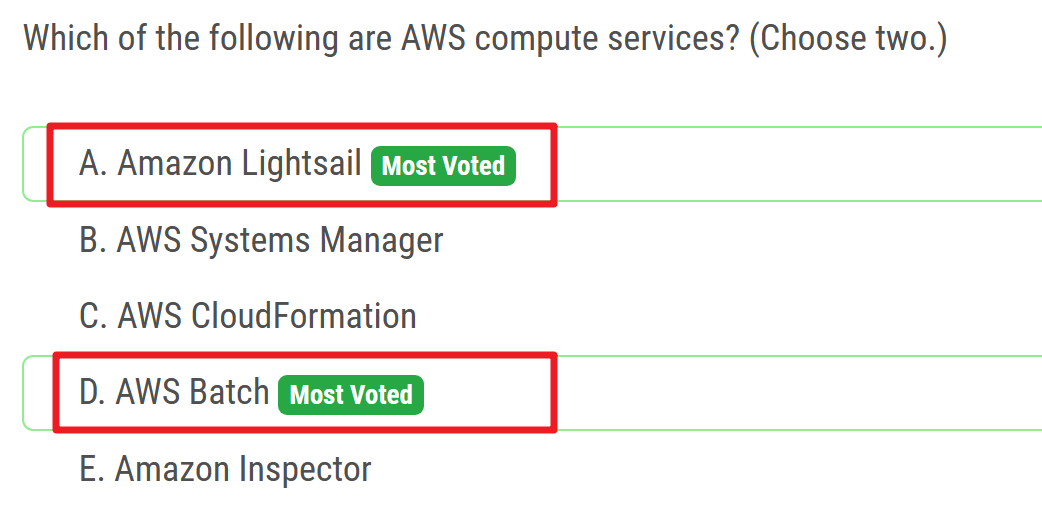 Which of the following are AWS compute services? (Choose two.)
A. Amazon Lightsail Most Voted
B. AWS Systems Manager
C. AWS CloudFormation
D. AWS Batch Most Voted
E. Amazon Inspector